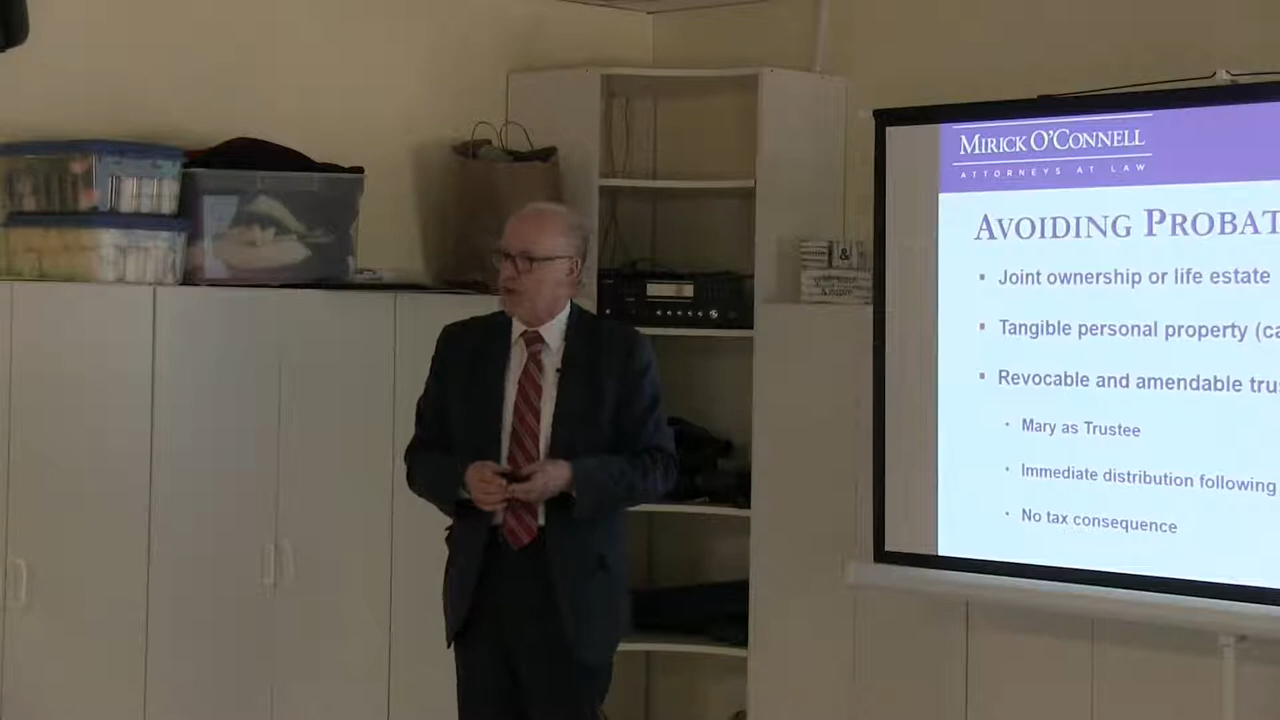 MIRICK O'CONNELL
ATTORNEYS AT LAW
AVOIDING PROBAT
▪ Joint ownership or life estate
▪ Tangible personal property (ca
▪ Revocable and amendable tru
• Mary as Trustee
• Immediate distribution following
• No tax consequence
&